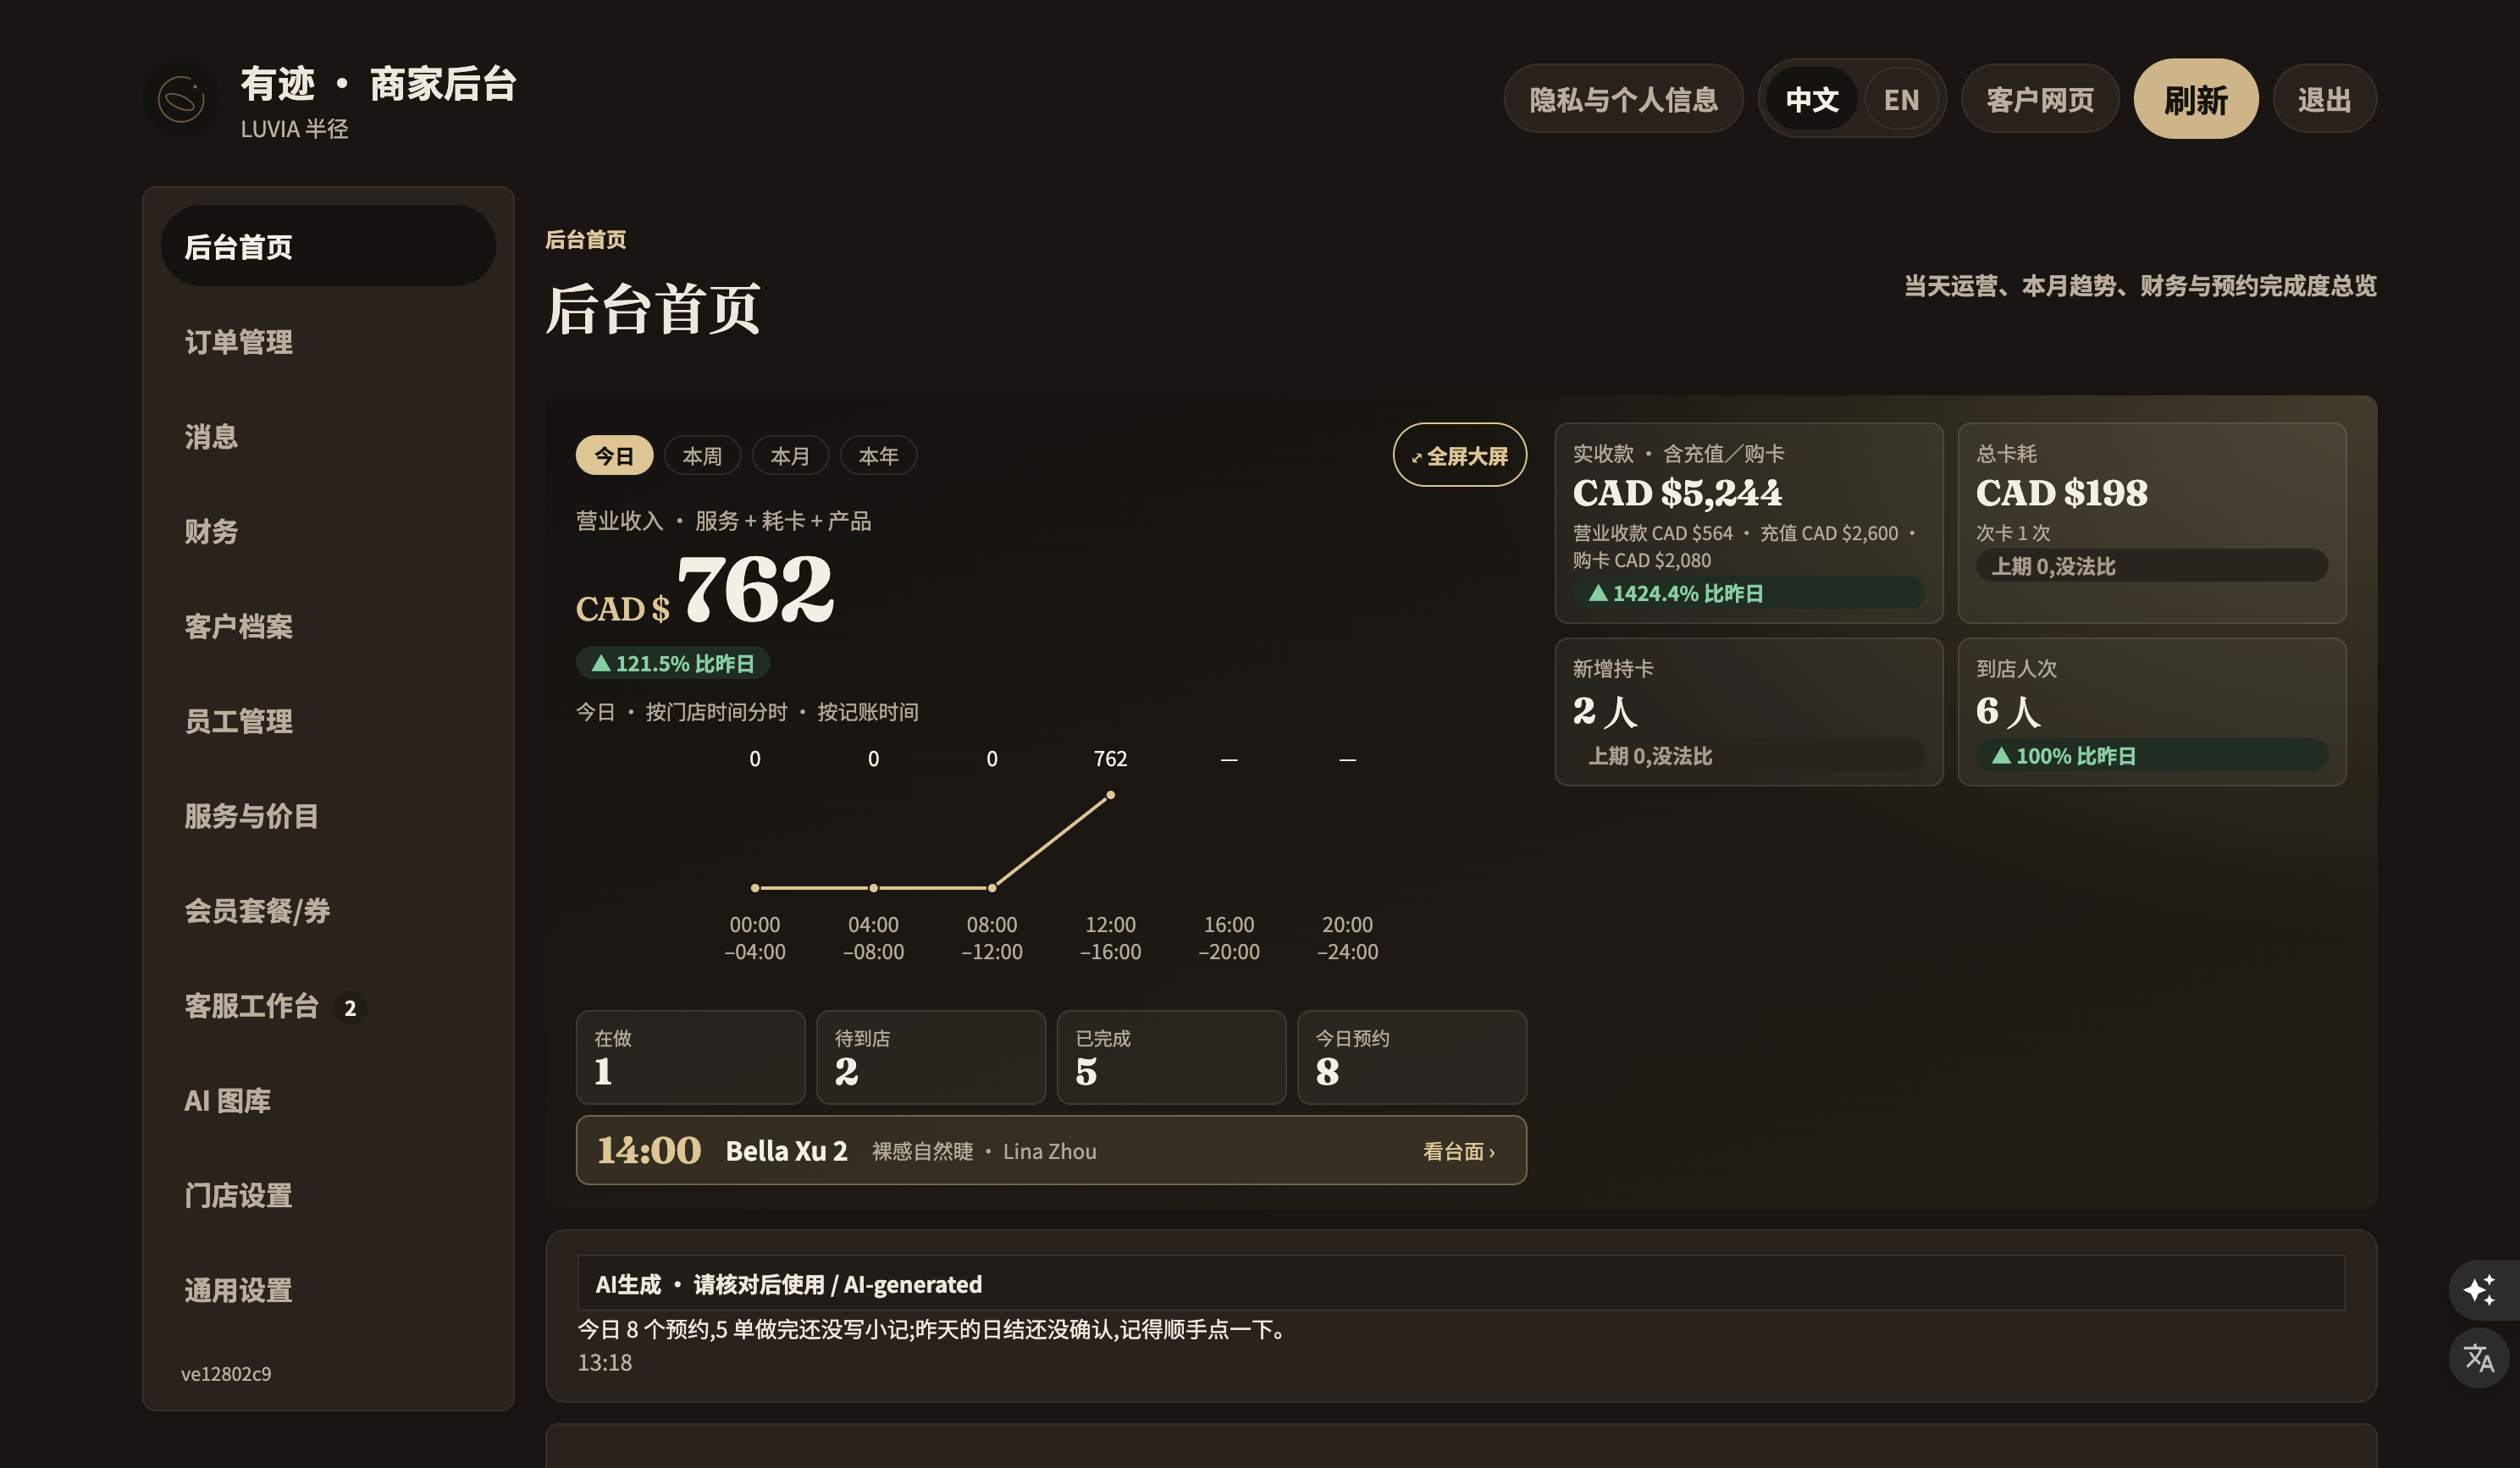 有迹 · 商家后台
LUVIA 半径
隐私与个人信息
中文
EN
客户网页
刷新
退出
后台首页
订单管理
消息
财务
客户档案
员工管理
服务与价目
会员套餐/券
客服工作台 2
AI 图库
门店设置
通用设置
ve12802c9
后台首页
后台首页
当天运营、本月趋势、财务与预约完成度总览
今日
本周
本月
本年
⤢ 全屏大屏
营业收入 · 服务 + 耗卡 + 产品
CAD $ 762
▲ 121.5% 比昨日
今日 · 按门店时间分时 · 按记账时间
0 0 0 762 — —
00:00 04:00 08:00 12:00 16:00 20:00
–04:00 –08:00 –12:00 –16:00 –20:00 –24:00
在做
1
待到店
2
已完成
5
今日预约
8
14:00 Bella Xu 2 裸感自然睫 · Lina Zhou 看台面 ›
实收款 · 含充值／购卡
CAD $5,244
营业收款 CAD $564 · 充值 CAD $2,600 ·
购卡 CAD $2,080
▲ 1424.4% 比昨日
总卡耗
CAD $198
次卡 1 次
上期 0,没法比
新增持卡
2 人
上期 0,没法比
到店人次
6 人
▲ 100% 比昨日
AI生成 · 请核对后使用 / AI-generated
今日 8 个预约,5 单做完还没写小记;昨天的日结还没确认,记得顺手点一下。
13:18